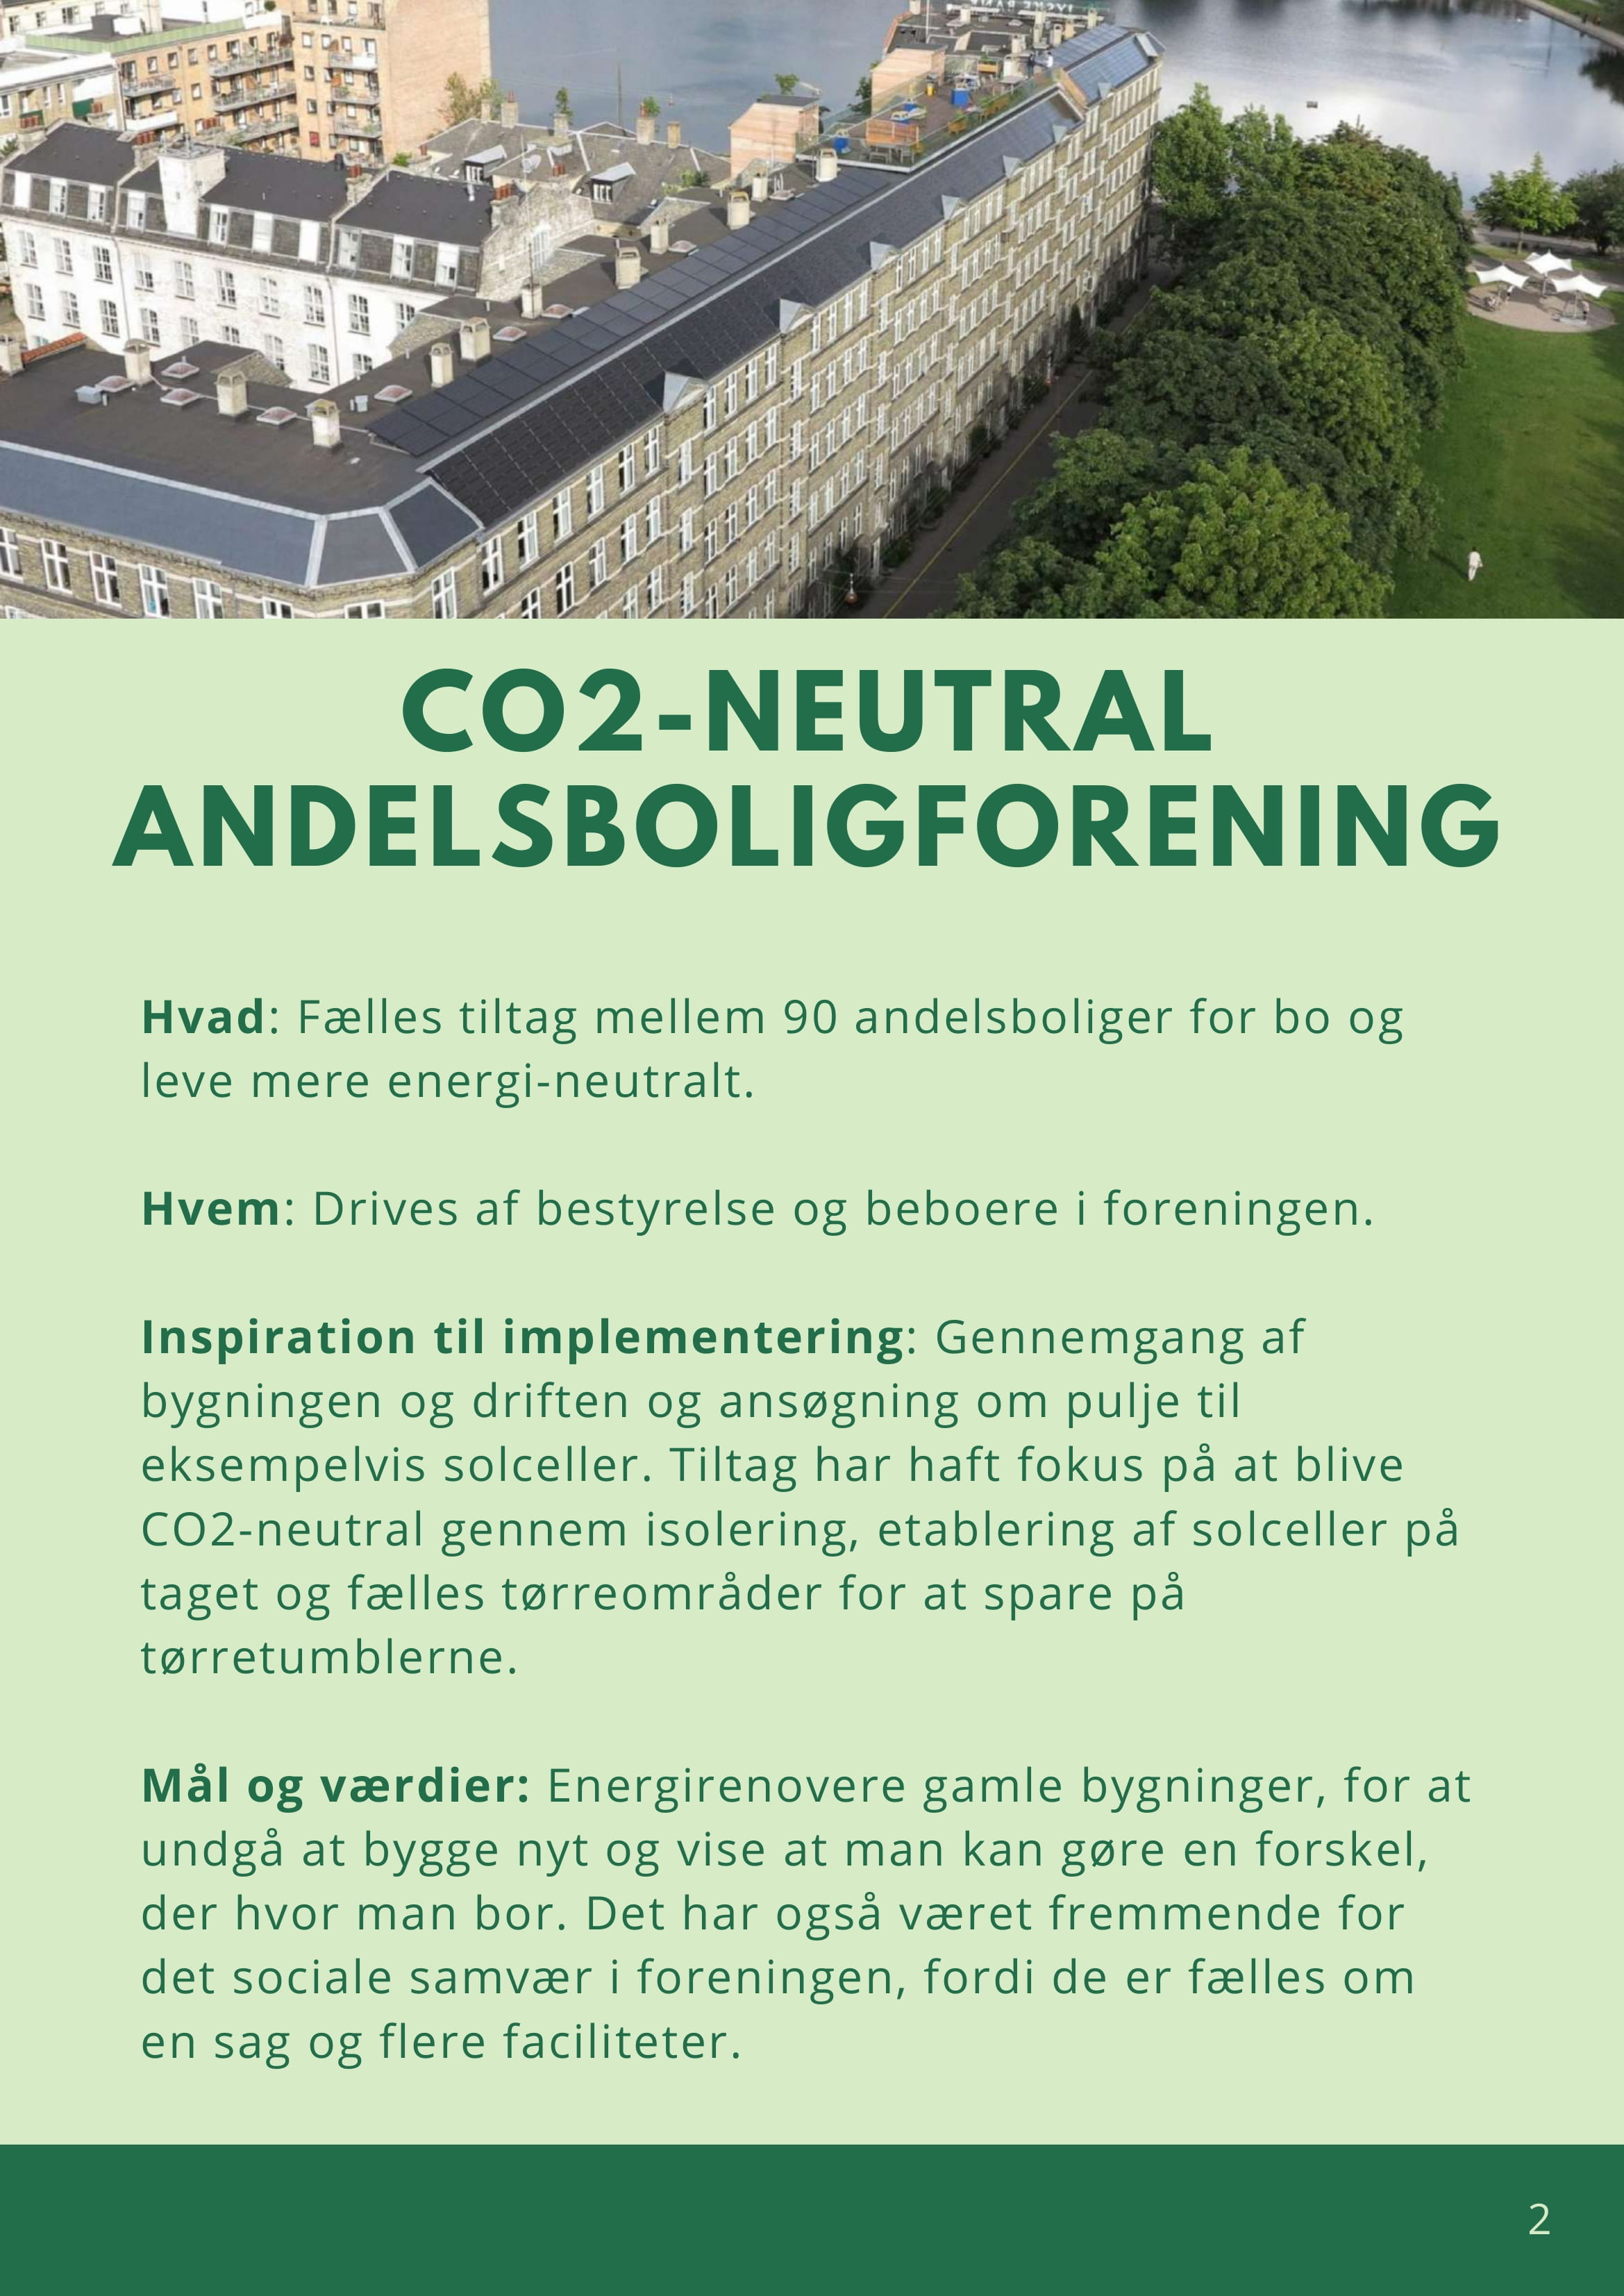 CO2-NEUTRAL
ANDELSBOLIGFORENING
Hvad: Fælles tiltag mellem 90 andelsboliger for bo og
leve mere energi-neutralt.
Hvem: Drives af bestyrelse og beboere i foreningen.
Inspiration til implementering: Gennemgang af
bygningen og driften og ansøgning om pulje til
eksempelvis solceller. Tiltag har haft fokus på at blive
CO2-neutral gennem isolering, etablering af solceller på
taget og fælles tørreområder for at spare på
tørretumblerne.
Mål og værdier: Energirenovere gamle bygninger, for at
undgå at bygge nyt og vise at man kan gøre en forskel,
der hvor man bor. Det har også været fremmende for
det sociale samvær i foreningen, fordi de er fælles om
en sag og flere faciliteter.
2